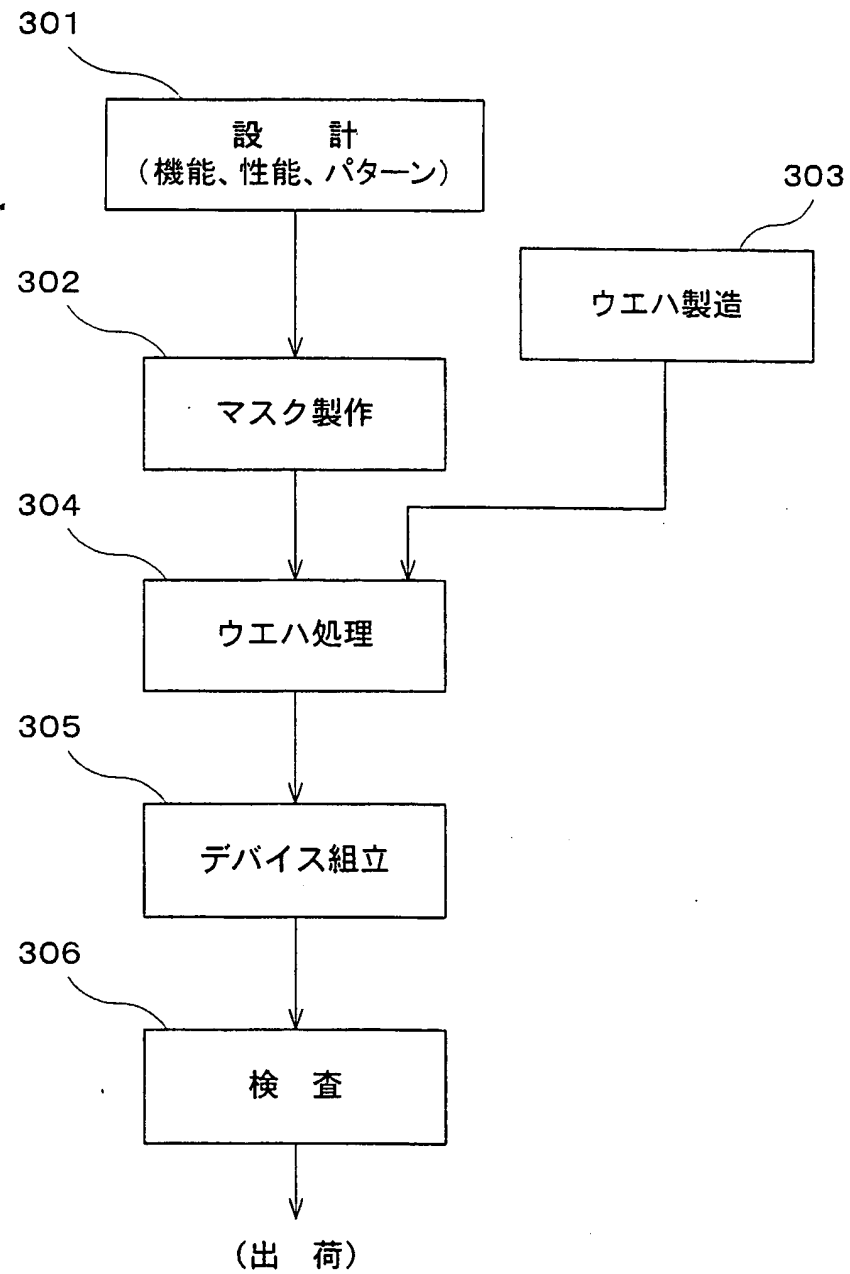 301
設 計
(機能、性能、パターン)
303
ウエハ製造
302
マスク製作
304
ウエハ処理
305
デバイス組立
306
検 査
(出 荷)